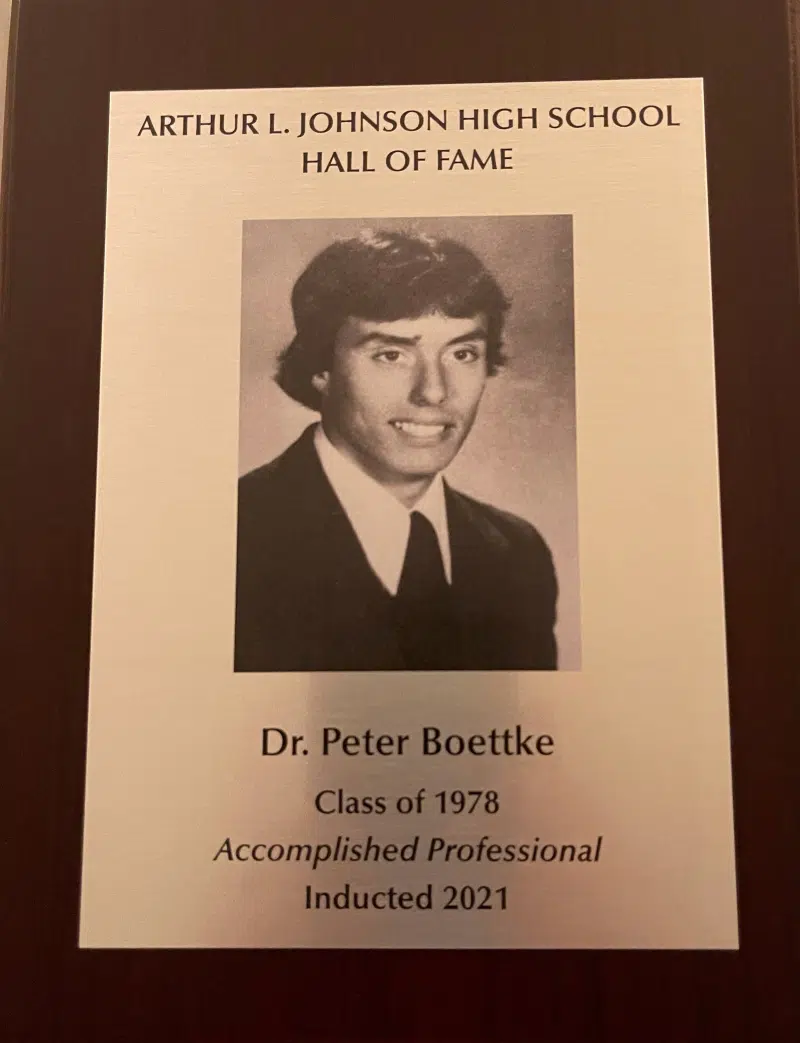 ARTHUR L. JOHNSON HIGH SCHOOL
HALL OF FAME
Dr. Peter Boettke
Class of 1978
Accomplished Professional
Inducted 2021